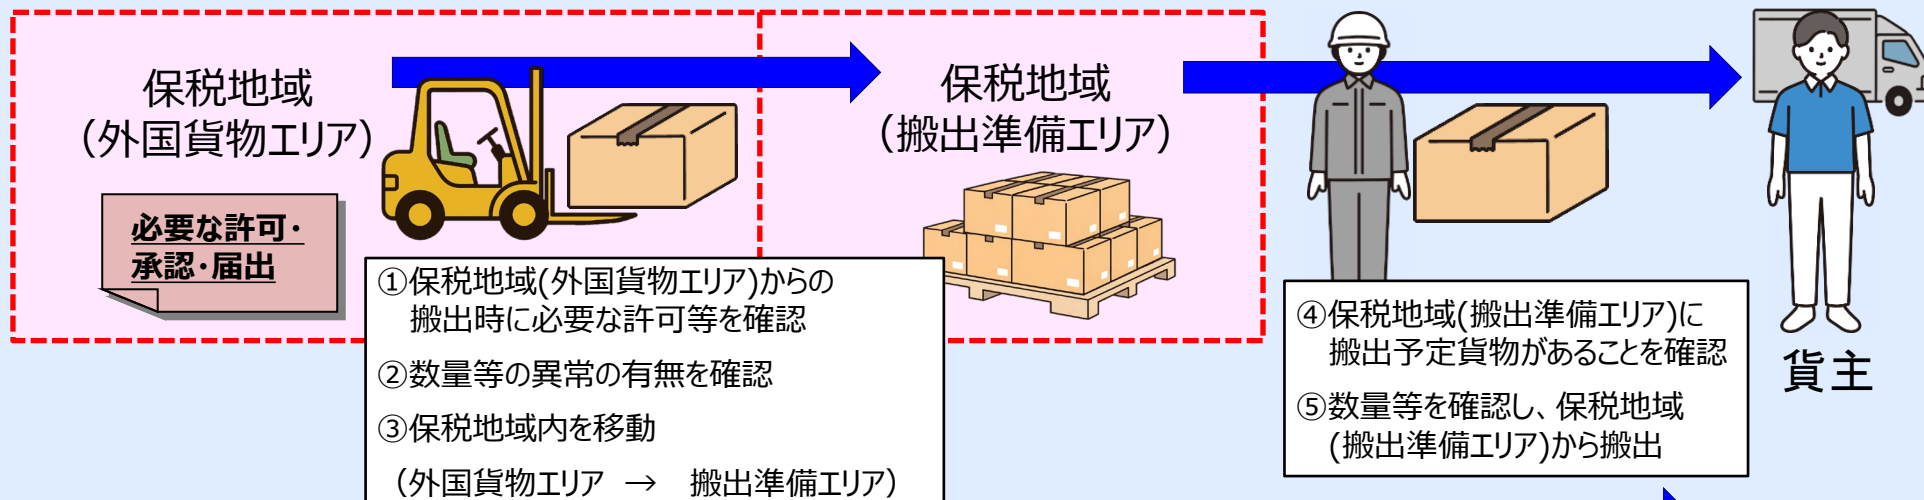 保税地域
（外国貨物エリア）
必要な許可・
承認・届出
保税地域
（搬出準備エリア）
①保税地域(外国貨物エリア)からの
搬出時に必要な許可等を確認
②数量等の異常の有無を確認
③保税地域内を移動
（外国貨物エリア　→　搬出準備エリア）
④保税地域(搬出準備エリア)に
搬出予定貨物があることを確認
⑤数量等を確認し、保税地域
(搬出準備エリア)から搬出
貨主